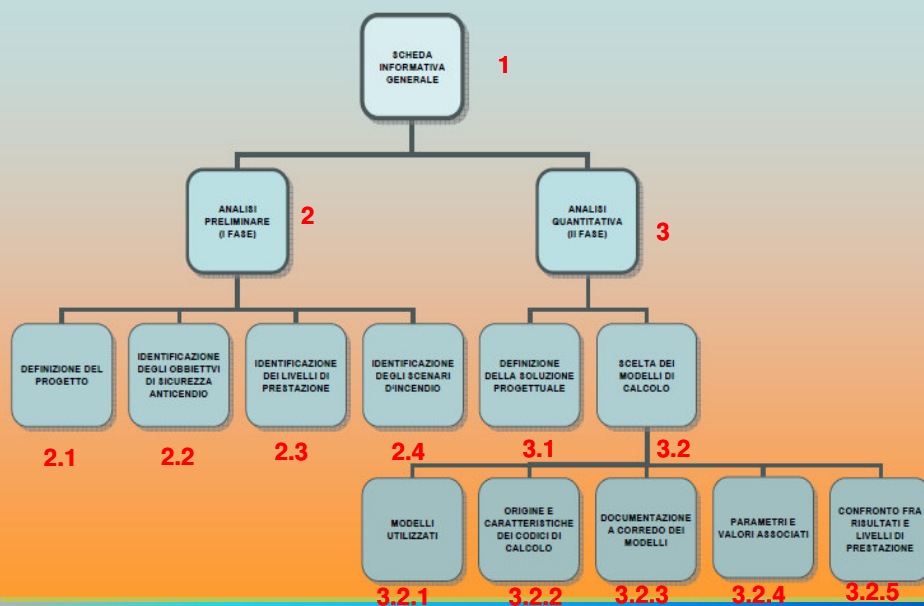 SCHEDA
INFORMATIVA
GENERALE
1
ANALISI
PRELIMINARE
(I FASE)
2
ANALISI
QUANTITATIVA
(II FASE)
3
DEFINIZIONE DEL
PROGETTO
2.1
IDENTIFICAZIONE
DEGLI OBBIETTVI
DI SICUREZZA
ANTICENDIO
2.2
IDENTIFICAZIONE
DEI LIVELLI DI
PRESTAZIONE
2.3
IDENTIFICAZIONE
DEGLI SCENARI
D'INCENDIO
2.4
DEFINIZIONE
DELLA SOLUZIONE
PROGETTUALE
3.1
SCELTA DEI
MODELLI DI
CALCOLO
3.2
MODELLI
UTILIZZATI
3.2.1
ORIGINE E
CARATTERISTICHE
DEI CODICI DI
CALCOLO
3.2.2
DOCUMENTAZIONE
A CORREDO DEI
MODELLI
3.2.3
PARAMETRI E
VALORI ASSOCIATI
3.2.4
CONFRONTO FRA
RISULTATI E
LIVELLI DI
PRESTAZIONE
3.2.5